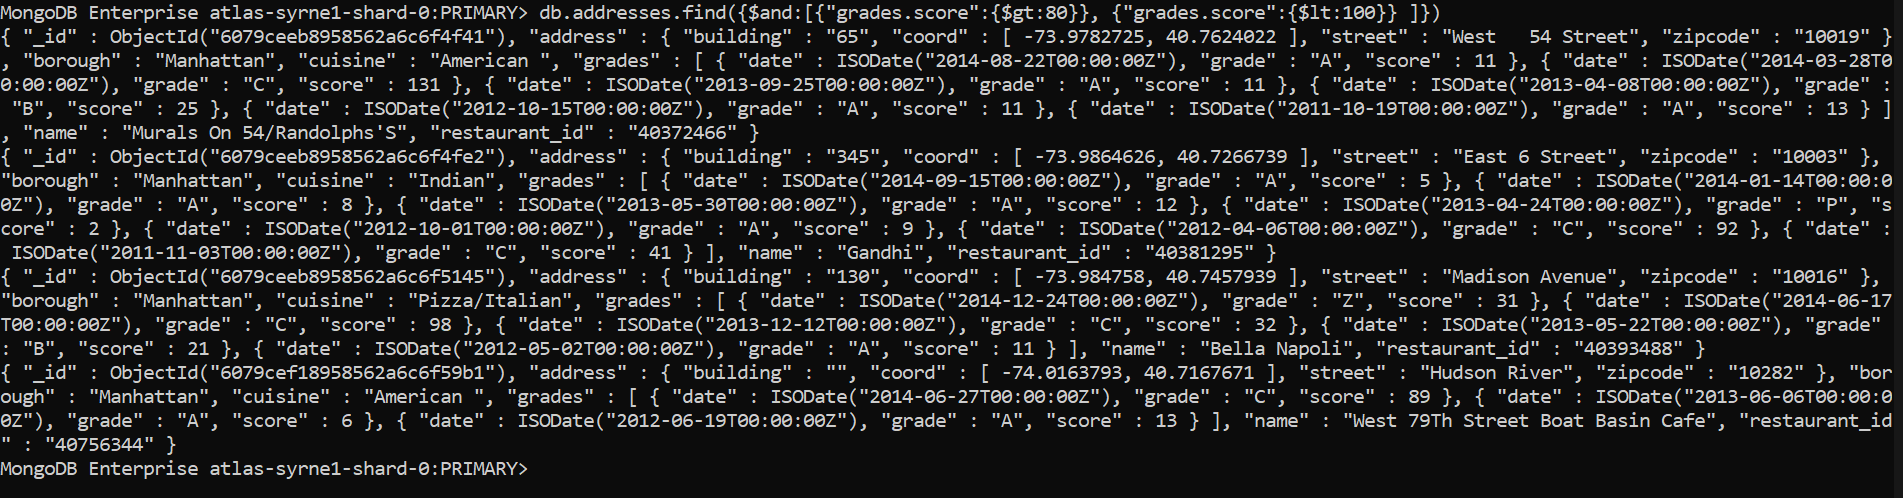 MongoDB Enterprise atlas-syrne1-shard-0:PRIMARY> db.addresses.find({$and:[{"grades.score":{$gt:80}}, {"grades.score":{$lt:100}} ]})
{ "_id" : ObjectId("6079ceeb8958562a6c6f4f41"), "address" : { "building" : "65", "coord" : [ -73.9782725, 40.7624022 ], "street" : "West   54 Street", "zipcode" : "10019" }
, "borough" : "Manhattan", "cuisine" : "American ", "grades" : [ { "date" : ISODate("2014-08-22T00:00:00Z"), "grade" : "A", "score" : 11 }, { "date" : ISODate("2014-03-28T0
0:00:00Z"), "grade" : "C", "score" : 131 }, { "date" : ISODate("2013-09-25T00:00:00Z"), "grade" : "A", "score" : 11 }, { "date" : ISODate("2013-04-08T00:00:00Z"), "grade" :
"B", "score" : 25 }, { "date" : ISODate("2012-10-15T00:00:00Z"), "grade" : "A", "score" : 11 }, { "date" : ISODate("2011-10-19T00:00:00Z"), "grade" : "A", "score" : 13 } ]
, "name" : "Murals On 54/Randolphs'S", "restaurant_id" : "40372466" }
{ "_id" : ObjectId("6079ceeb8958562a6c6f4fe2"), "address" : { "building" : "345", "coord" : [ -73.9864626, 40.7266739 ], "street" : "East 6 Street", "zipcode" : "10003" },
"borough" : "Manhattan", "cuisine" : "Indian", "grades" : [ { "date" : ISODate("2014-09-15T00:00:00Z"), "grade" : "A", "score" : 5 }, { "date" : ISODate("2014-01-14T00:00:0
0Z"), "grade" : "A", "score" : 8 }, { "date" : ISODate("2013-05-30T00:00:00Z"), "grade" : "A", "score" : 12 }, { "date" : ISODate("2013-04-24T00:00:00Z"), "grade" : "P", "s
core" : 2 }, { "date" : ISODate("2012-10-01T00:00:00Z"), "grade" : "A", "score" : 9 }, { "date" : ISODate("2012-04-06T00:00:00Z"), "grade" : "C", "score" : 92 }, { "date" :
ISODate("2011-11-03T00:00:00Z"), "grade" : "C", "score" : 41 } ], "name" : "Gandhi", "restaurant_id" : "40381295" }
{ "_id" : ObjectId("6079ceeb8958562a6c6f5145"), "address" : { "building" : "130", "coord" : [ -73.984758, 40.7457939 ], "street" : "Madison Avenue", "zipcode" : "10016" },
"borough" : "Manhattan", "cuisine" : "Pizza/Italian", "grades" : [ { "date" : ISODate("2014-12-24T00:00:00Z"), "grade" : "Z", "score" : 31 }, { "date" : ISODate("2014-06-17
T00:00:00Z"), "grade" : "C", "score" : 98 }, { "date" : ISODate("2013-12-12T00:00:00Z"), "grade" : "C", "score" : 32 }, { "date" : ISODate("2013-05-22T00:00:00Z"), "grade"
: "B", "score" : 21 }, { "date" : ISODate("2012-05-02T00:00:00Z"), "grade" : "A", "score" : 11 } ], "name" : "Bella Napoli", "restaurant_id" : "40393488" }
{ "_id" : ObjectId("6079cef18958562a6c6f59b1"), "address" : { "building" : "", "coord" : [ -74.0163793, 40.7167671 ], "street" : "Hudson River", "zipcode" : "10282" }, "bor
ough" : "Manhattan", "cuisine" : "American ", "grades" : [ { "date" : ISODate("2014-06-27T00:00:00Z"), "grade" : "C", "score" : 89 }, { "date" : ISODate("2013-06-06T00:00:0
0Z"), "grade" : "A", "score" : 6 }, { "date" : ISODate("2012-06-19T00:00:00Z"), "grade" : "A", "score" : 13 } ], "name" : "West 79Th Street Boat Basin Cafe", "restaurant_id
" : "40756344" }
MongoDB Enterprise atlas-syrne1-shard-0:PRIMARY>